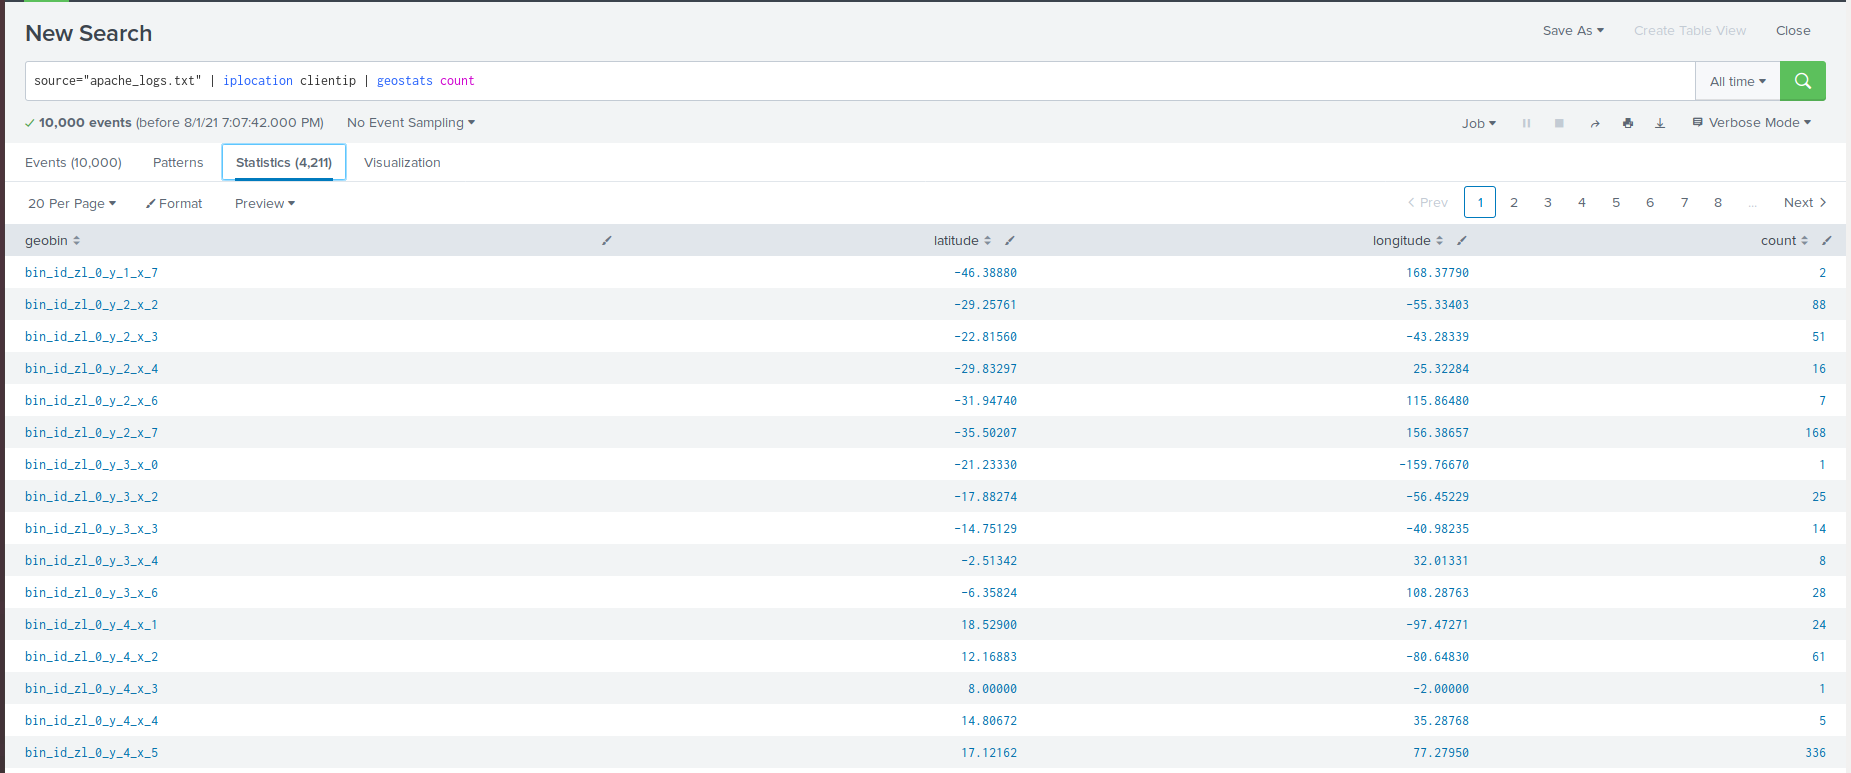 New Search
Save As
Create Table View
Close
source="apache_logs.txt" | iplocation clientip | geostats count
All time
10,000 events (before 8/1/21 7:07:42.000 PM)
No Event Sampling
Job
Verbose Mode
Events (10,000)
Patterns
Statistics (4,211)
Visualization
20 Per Page
Format
Preview
Prev 1 2 3 4 5 6 7 8 ... Next
geobin latitude longitude count
bin_id_zl_0_y_1_x_7 -46.38880 168.37790 2
bin_id_zl_0_y_2_x_2 -29.25761 -55.33403 88
bin_id_zl_0_y_2_x_3 -22.81560 -43.28339 51
bin_id_zl_0_y_2_x_4 -29.83297 25.32284 16
bin_id_zl_0_y_2_x_6 -31.94740 115.86480 7
bin_id_zl_0_y_2_x_7 -35.50207 156.38657 168
bin_id_zl_0_y_3_x_0 -21.23330 -159.76670 1
bin_id_zl_0_y_3_x_2 -17.88274 -56.45229 25
bin_id_zl_0_y_3_x_3 -14.75129 -40.98235 14
bin_id_zl_0_y_3_x_4 -2.51342 32.01331 8
bin_id_zl_0_y_3_x_6 -6.35824 108.28763 28
bin_id_zl_0_y_4_x_1 18.52900 -97.47271 24
bin_id_zl_0_y_4_x_2 12.16883 -80.64830 61
bin_id_zl_0_y_4_x_3 8.00000 -2.00000 1
bin_id_zl_0_y_4_x_4 14.80672 35.28768 5
bin_id_zl_0_y_4_x_5 17.12162 77.27950 336